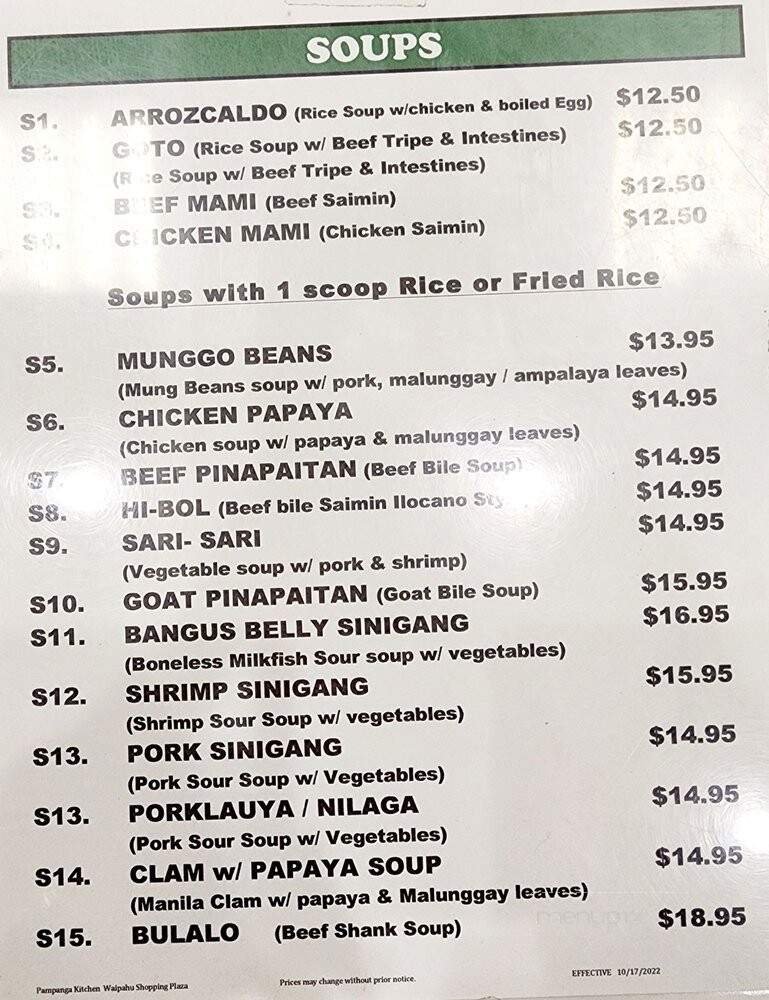 SOUPS
S1. ARROZCALDO (Rice Soup w/chicken & boiled Egg) $12.50
S2. GOTO (Rice Soup w/ Beef Tripe & Intestines) $12.50
(Rice Soup w/ Beef Tripe & Intestines)
S3. BEEF MAMI (Beef Saimin) $12.50
S4. CHICKEN MAMI (Chicken Saimin) $12.50
Soups with 1 scoop Rice or Fried Rice
S5. MUNGGO BEANS $13.95
(Mung Beans soup w/ pork, malunggay / ampalaya leaves)
S6. CHICKEN PAPAYA $14.95
(Chicken soup w/ papaya & malunggay leaves)
S7. BEEF PINAPAITAN (Beef Bile Soup) $14.95
S8. HI-BOL (Beef bile Saimin Ilocano $14.95
S9. SARI- SARI $14.95
(Vegetable soup w/ pork & shrimp)
S10. GOAT PINAPAITAN (Goat Bile Soup) $15.95
S11. BANGUS BELLY SINIGANG $16.95
(Boneless Milkfish Sour soup w/ vegetables)
S12. SHRIMP SINIGANG $15.95
(Shrimp Sour Soup w/ vegetables)
S13. PORK SINIGANG $14.95
(Pork Sour Soup w/ Vegetables)
S13. PORKLAUYA / NILAGA $14.95
(Pork Sour Soup w/ Vegetables)
S14. CLAM w/ PAPAYA SOUP $14.95
(Manila Clam w/ papaya & Malunggay leaves)
S15. BULALO (Beef Shank Soup) $18.95
Pampanga Kitchen Waipahu Shopping Plaza Prices may change without prior notice. EFFECTIVE 10/17/2022